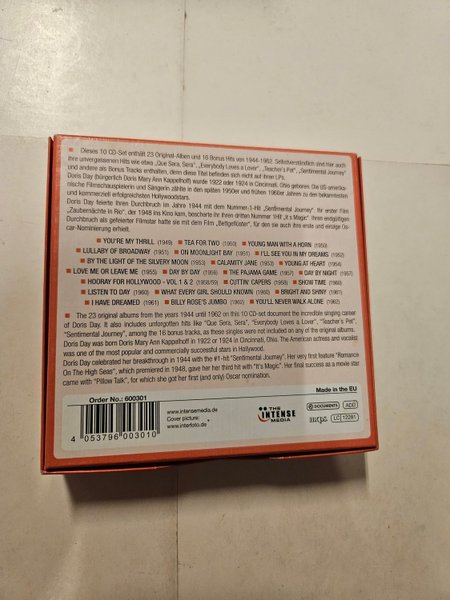 Dieses 10 CD-Set enthält 23 Original-Alben und 16 Bonus Hits von 1944-1962. Selbstverständlich sind hier auch
ihre unvergessenen Hits wie etwa „Que Sera, Sera“, „Everybody Loves a Lover“, „Teacher's Pet“, „Sentimental Journey“
und andere als Bonus Tracks enthalten, denn diese Titel befinden sich nicht auf ihren LPs.
Doris Day (bürgerlich Doris Mary Ann Kappelhoff) wurde 1922 oder 1924 in Cincinnati, Ohio geboren. Die US-amerika-
nische Filmschauspielerin und Sängerin zählte in den späten 1950er und frühen 1960er Jahren zu den bekanntesten
und kommerziell erfolgreichsten Hollywoodstars.
Doris Day feierte ihren Durchbruch im Jahre 1944 mit dem Nummer-1-Hit „Sentimental Journey“. Ihr erster Film
„Zaubernächte in Rio“, der 1948 ins Kino kam, bescherte ihr ihren dritten Nummer 1Hit „It's Magic“. Ihren endgültigen
Durchbruch als gefeierter Filmstar hatte sie mit dem Film „Bettgeflüster“, für den sie auch ihre erste und einzige Os-
car-Nominierung erhielt.
■ YOU'RE MY THRILL (1949) ■ TEA FOR TWO (1950) ■ YOUNG MAN WITH A HORN (1950)
■ LULLABY OF BROADWAY (1951) ■ ON MOONLIGHT BAY (1951) ■ I'LL SEE YOU IN MY DREAMS (1952)
■ BY THE LIGHT OF THE SILVERY MOON (1953) ■ CALAMITY JANE (1953) ■ YOUNG AT HEART (1954)
■ LOVE ME OR LEAVE ME (1955) ■ DAY BY DAY (1956) ■ THE PAJAMA GAME (1957) ■ DAY BY NIGHT (1957)
■ HOORAY FOR HOLLYWOOD - VOL 1 & 2 (1958/59) ■ CUTTIN' CAPERS (1959) ■ SHOW TIME (1960)
■ LISTEN TO DAY (1960) ■ WHAT EVERY GIRL SHOULD KNOW (1960) ■ BRIGHT AND SHINY (1961)
■ I HAVE DREAMED (1961) ■ BILLY ROSE'S JUMBO (1962) ■ YOU'LL NEVER WALK ALONE (1962)
■ The 23 original albums from the years 1944 until 1962 on this 10 CD-set document the incredible singing career
of Doris Day. It also includes unforgotten hits like "Que Sera, Sera", "Everybody Loves a Lover", "Teacher's Pet",
"Sentimental Journey", among the 16 bonus tracks, as these singles were not included on any of the original albums.
Doris Day was born Doris Mary Ann Kappelhoff in 1922 or 1924 in Cincinnati, Ohio. The American actress and vocalist
was one of the most popular and commercially successful stars in Hollywood.
Doris Day celebrated her breakthrough in 1944 with the #1-hit "Sentimental Journey". Her very first feature "Romance
On The High Seas", which premiered in 1948, gave her her third hit with "It's Magic". Her final success as a movie star
came with "Pillow Talk", for which she got her first (and only) Oscar nomination.
Order No.: 600301
Made in the EU
www.intensemedia.de
Cover picture:
www.interfoto.de
4 053796 003010
THE
INTENSE
MEDIA
DOCUMENTS
ADD
mcps
LC 12281